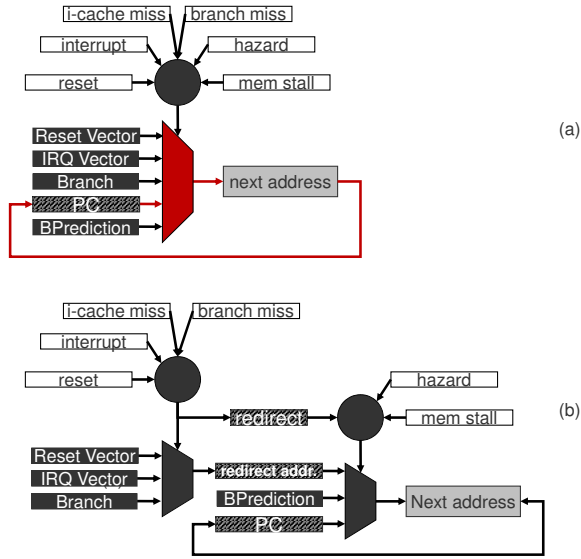 i-cache miss branch miss
interrupt hazard
reset mem stall
(a)
Reset Vector
IRQ Vector
Branch
next address
PC
BPrediction
i-cache miss branch miss
interrupt
reset
hazard
redirect
mem stall
(b)
Reset Vector
redirect addr.
IRQ Vector
Branch
BPrediction
Next address
PC